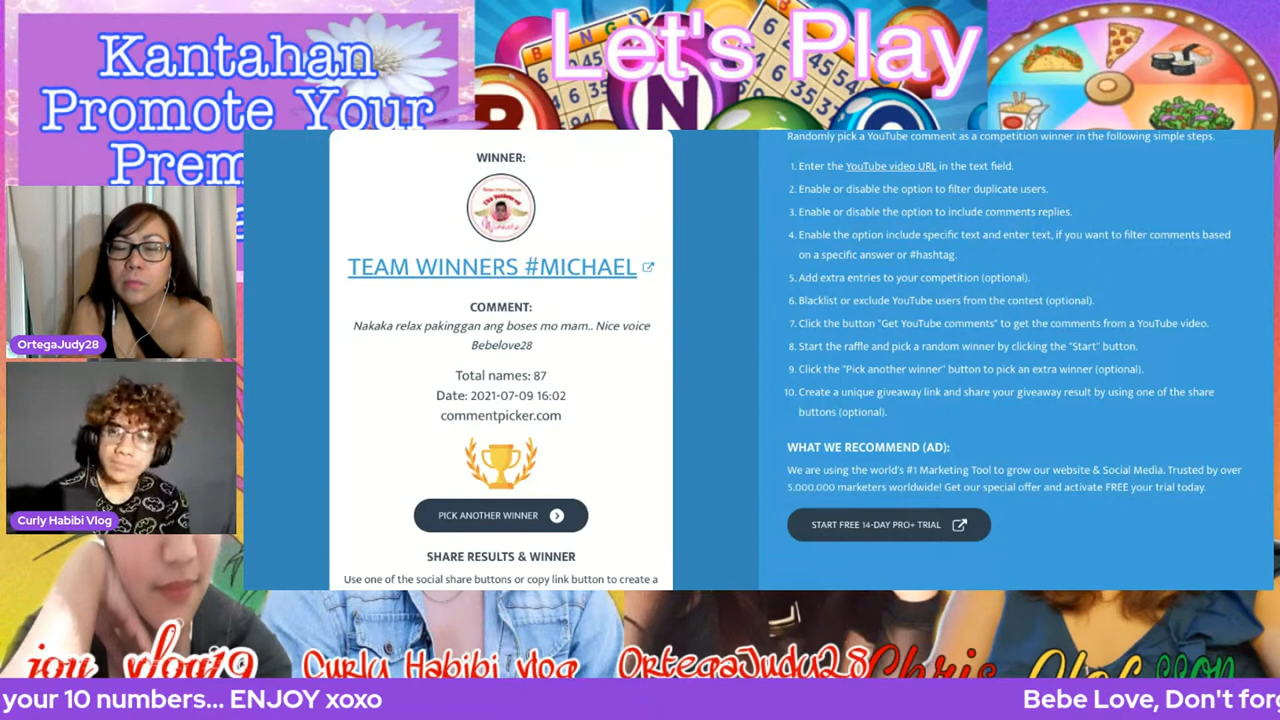 Kantahan
Promote Your
Prem
Let's Play
B I N G O
N
WINNER:
TEAM WINNERS #MICHAEL
COMMENT:
Nakaka relax pakinggan ang boses mo mam.. Nice voice
Bebelove28
Total names: 87
Date: 2021-07-09 16:02
commentpicker.com
PICK ANOTHER WINNER
SHARE RESULTS & WINNER
Use one of the social share buttons or copy link button to create a
Randomly pick a YouTube comment as a competition winner in the following simple steps.
1. Enter the YouTube video URL in the text field.
2. Enable or disable the option to filter duplicate users.
3. Enable or disable the option to include comments replies.
4. Enable the option include specific text and enter text, if you want to filter comments based
on a specific answer or #hashtag.
5. Add extra entries to your competition (optional).
6. Blacklist or exclude YouTube users from the contest (optional).
7. Click the button "Get YouTube comments" to get the comments from a YouTube video.
8. Start the raffle and pick a random winner by clicking the "Start" button.
9. Click the "Pick another winner" button to pick an extra winner (optional).
10. Create a unique giveaway link and share your giveaway result by using one of the share
buttons (optional).
WHAT WE RECOMMEND (AD):
We are using the world's #1 Marketing Tool to grow our website & Social Media. Trusted by over
5.000.000 marketers worldwide! Get our special offer and activate FREE your trial today.
START FREE 14-DAY PRO+ TRIAL
OrtegaJudy28
Curly Habibi Vlog
joy vlog19
Curly Habibi vlog
OrtegaJudy28
Chris
your 10 numbers... ENJOY xoxo
Bebe Love, Don't forg